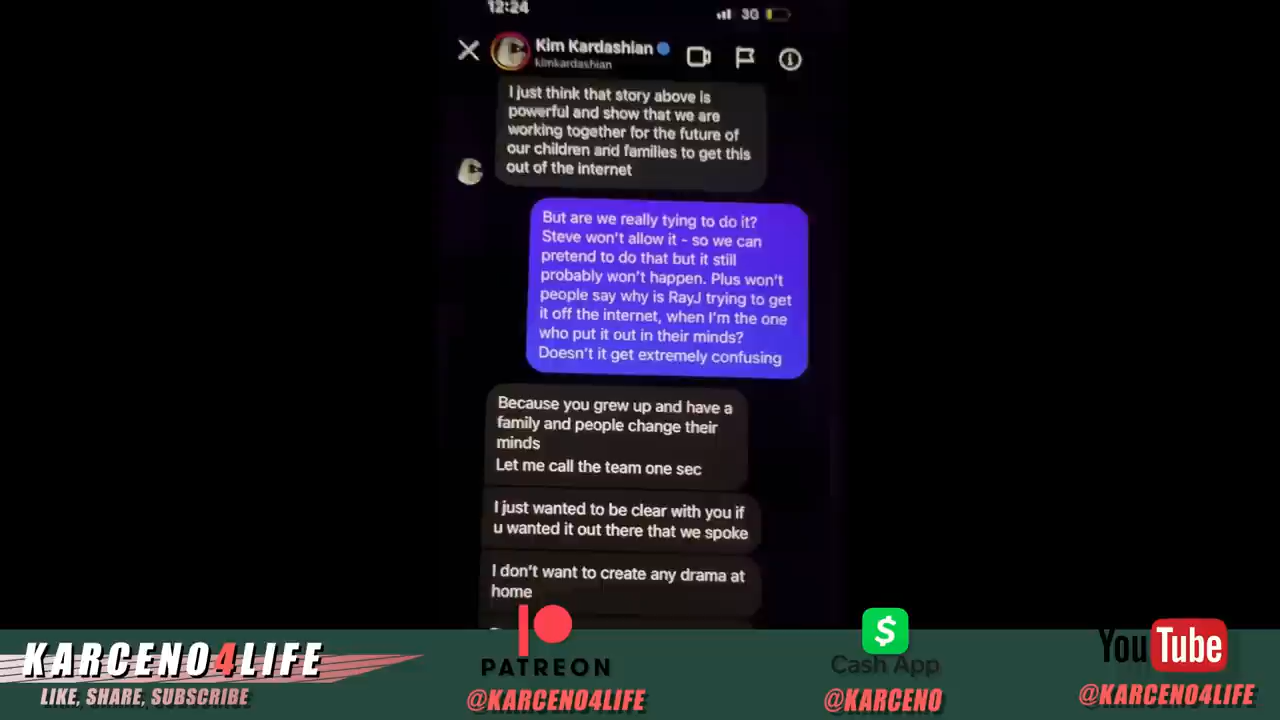 12:24
3G
Kim Kardashian
kimkardashian
I just think that story above is
powerful and show that we are
working together for the future of
our children and families to get this
out of the internet
But are we really tying to do it?
Steve won't allow it - so we can
pretend to do that but it still
probably won't happen. Plus won't
people say why is RayJ trying to get
it off the internet, when I'm the one
who put it out in their minds?
Doesn't it get extremely confusing
Because you grew up and have a
family and people change their
minds
Let me call the team one sec
I just wanted to be clear with you if
u wanted it out there that we spoke
I don't want to create any drama at
home
KARCENO4LIFE
LIKE, SHARE, SUBSCRIBE
PATREON
@KARCENO4LIFE
$
Cash App
@KARCENO
YouTube
@KARCENO4LIFE